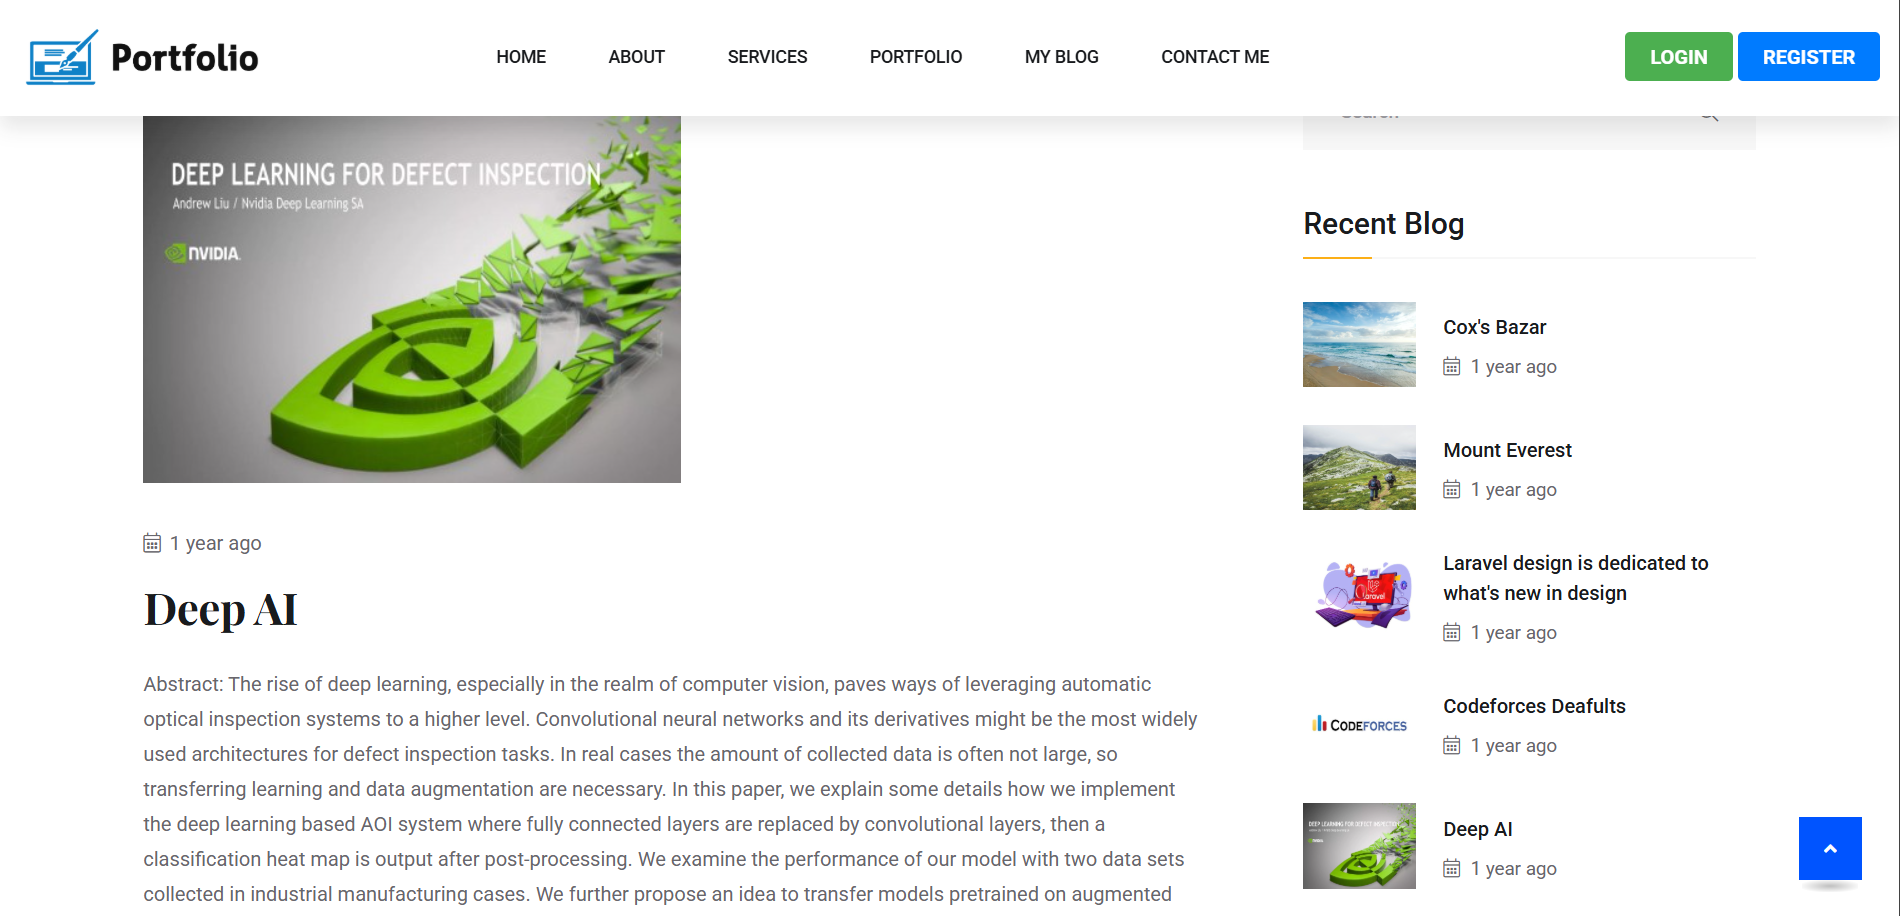 Portfolio
HOME
ABOUT
SERVICES
PORTFOLIO
MY BLOG
CONTACT ME
LOGIN
REGISTER
DEEP LEARNING FOR DEFECT INSPECTION
Andrew Liu / Nvidia Deep Learning SA
NVIDIA
1 year ago
Deep AI
Abstract: The rise of deep learning, especially in the realm of computer vision, paves ways of leveraging automatic
optical inspection systems to a higher level. Convolutional neural networks and its derivatives might be the most widely
used architectures for defect inspection tasks. In real cases the amount of collected data is often not large, so
transferring learning and data augmentation are necessary. In this paper, we explain some details how we implement
the deep learning based AOI system where fully connected layers are replaced by convolutional layers, then a
classification heat map is output after post-processing. We examine the performance of our model with two data sets
collected in industrial manufacturing cases. We further propose an idea to transfer models pretrained on augmented
Recent Blog
Cox's Bazar
1 year ago
Mount Everest
1 year ago
Laravel design is dedicated to
what's new in design
1 year ago
CODEFORCES
Codeforces Deafults
1 year ago
DEEP LEARNING FOR DEFECT INSPECTION
Deep AI
1 year ago